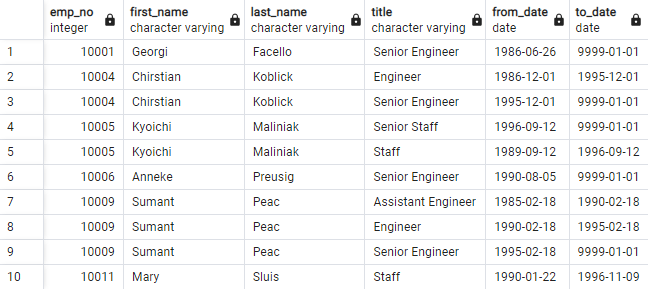 emp_no first_name last_name title from_date to_date
integer character varying character varying character varying date date
1 10001 Georgi Facello Senior Engineer 1986-06-26 9999-01-01
2 10004 Chirstian Koblick Engineer 1986-12-01 1995-12-01
3 10004 Chirstian Koblick Senior Engineer 1995-12-01 9999-01-01
4 10005 Kyoichi Maliniak Senior Staff 1996-09-12 9999-01-01
5 10005 Kyoichi Maliniak Staff 1989-09-12 1996-09-12
6 10006 Anneke Preusig Senior Engineer 1990-08-05 9999-01-01
7 10009 Sumant Peac Assistant Engineer 1985-02-18 1990-02-18
8 10009 Sumant Peac Engineer 1990-02-18 1995-02-18
9 10009 Sumant Peac Senior Engineer 1995-02-18 9999-01-01
10 10011 Mary Sluis Staff 1990-01-22 1996-11-09